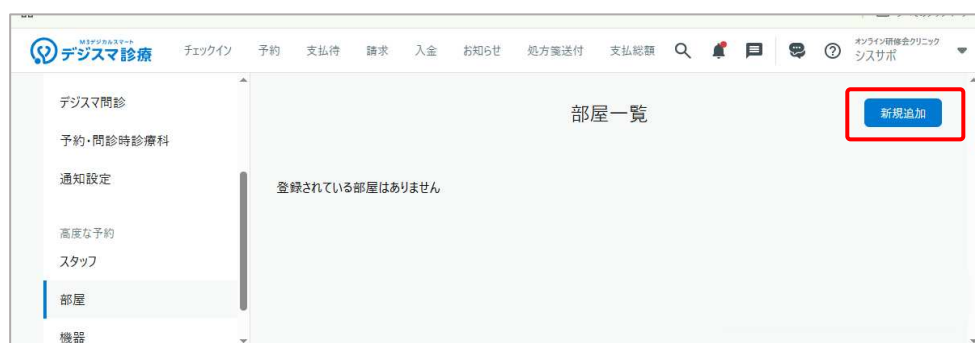 M3デジカルスマート
デジスマ診療
チェックイン 予約 支払待 請求 入金 お知らせ 処方箋送付 支払総額
オンライン研修会クリニック
シスサポ
デジスマ問診
予約・問診時診療科
通知設定
高度な予約
スタッフ
部屋
機器
部屋一覧
新規追加
登録されている部屋はありません